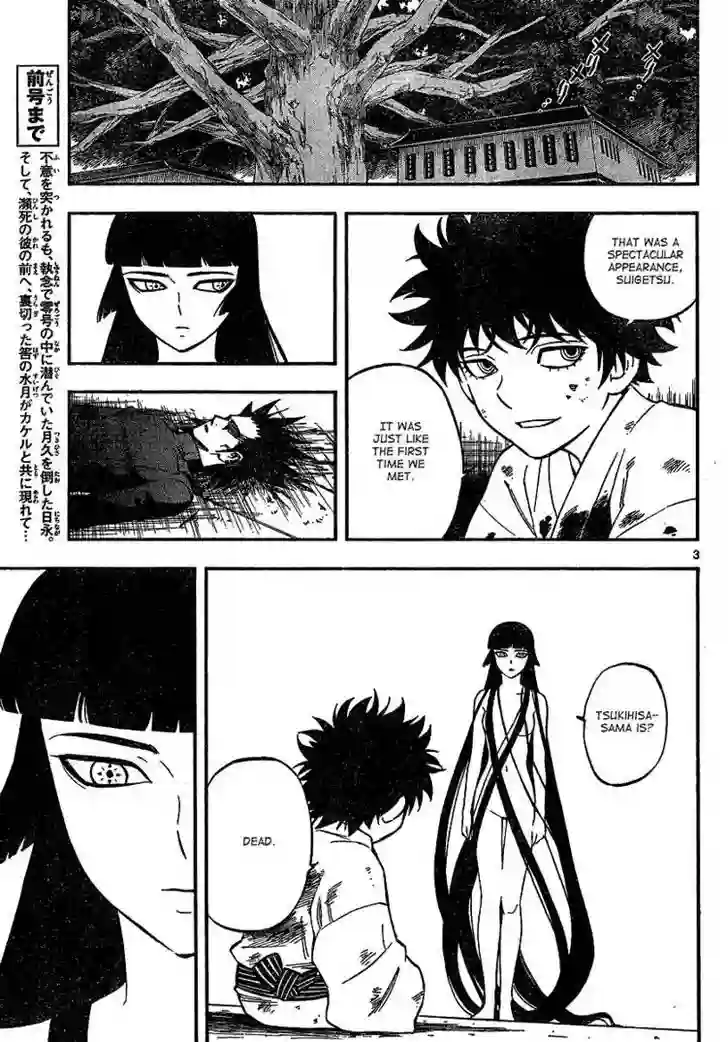 THAT WAS A
SPECTACULAR
APPEARANCE,
SUIGETSU.
IT WAS
JUST LIKE
THE FIRST
TIME WE
MET.
前号まで
不意を突かれるも、執念で零号の中に潜んでいた月久を倒した日永。
そして、瀕死の彼の前へ、裏切った筈の水月がカケルと共に現れて…
3
TSUKIHISA-
SAMA IS?
DEAD.